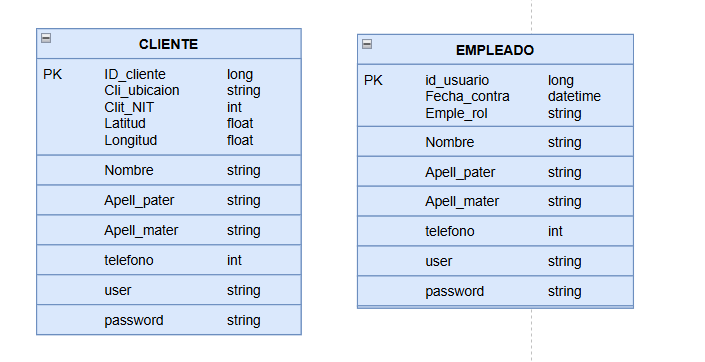 CLIENTE
PK ID_cliente long
Cli_ubicaion string
Clit_NIT int
Latitud float
Longitud float
Nombre string
Apell_pater string
Apell_mater string
telefono int
user string
password string
EMPLEADO
PK id_usuario long
Fecha_contra datetime
Emple_rol string
Nombre string
Apell_pater string
Apell_mater string
telefono int
user string
password string